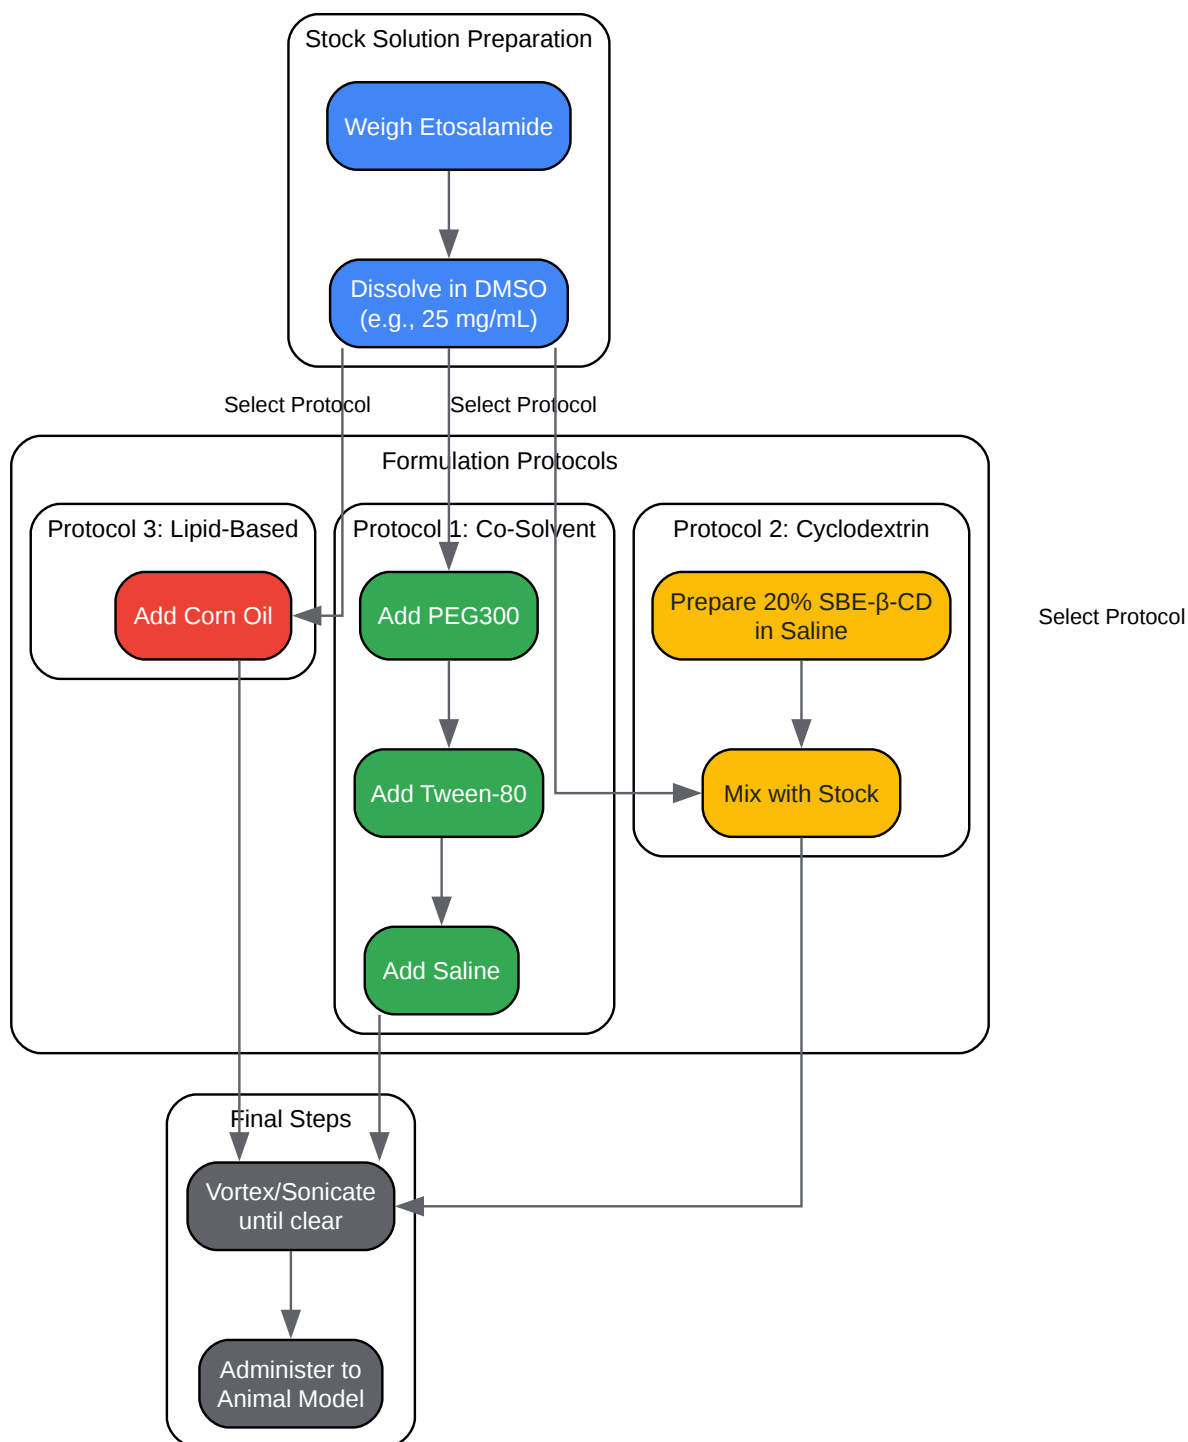 Stock Solution Preparation
Weigh Etosalamide
Dissolve in DMSO
(e.g., 25 mg/mL)
Select Protocol
Select Protocol
Formulation Protocols
Protocol 3: Lipid-Based
Protocol 1: Co-Solvent
Protocol 2: Cyclodextrin
Add Corn Oil
Add PEG300
Prepare 20% SBE-β-CD
in Saline
Select Protocol
Add Tween-80
Mix with Stock
Add Saline
Final Steps
Vortex/Sonicate
until clear
Administer to
Animal Model